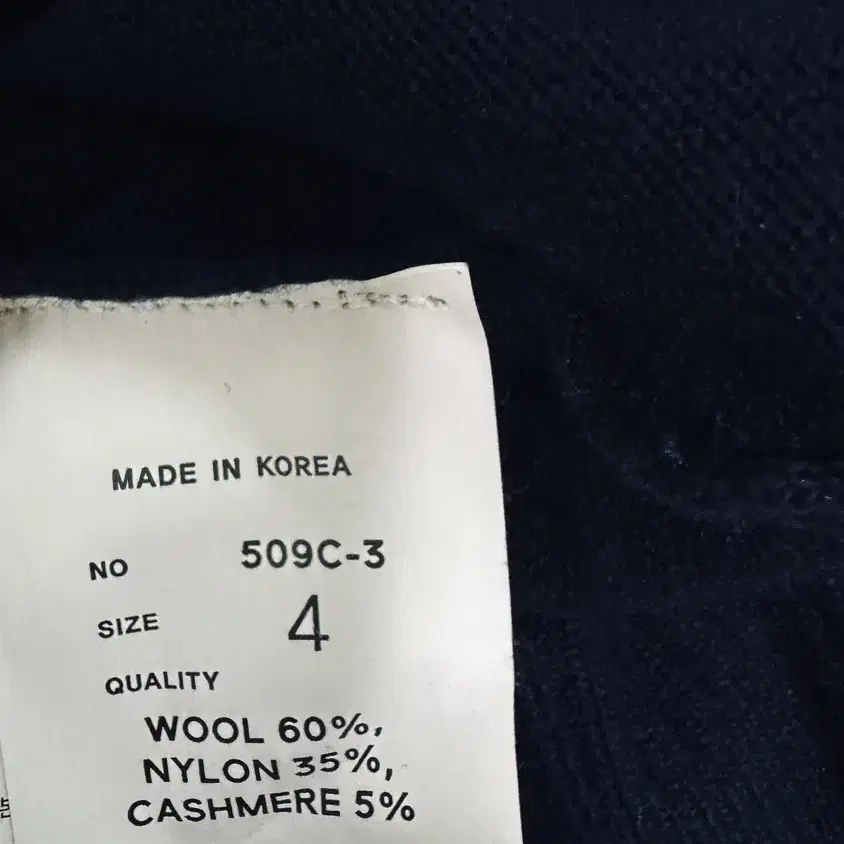 MADE IN KOREA
NO 509C-3
SIZE 4
QUALITY
WOOL 60%,
NYLON 35%,
CASHMERE 5%